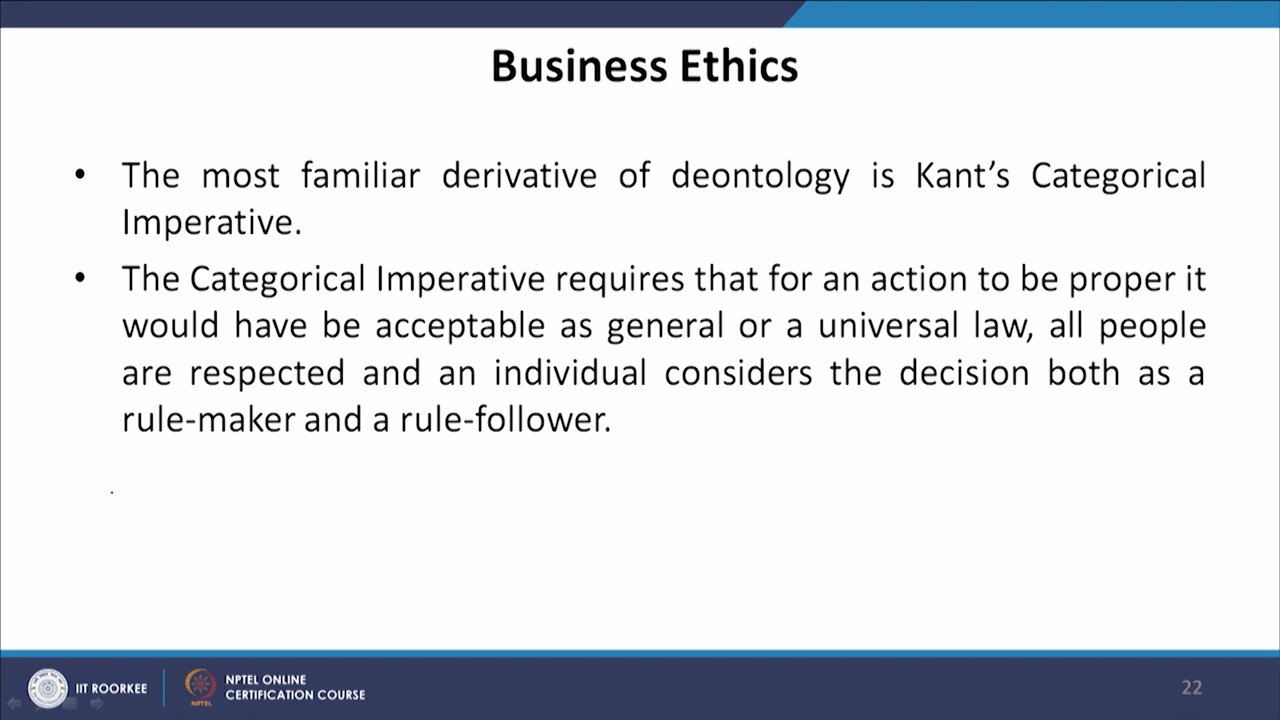 Business Ethics
• The most familiar derivative of deontology is Kant’s Categorical
Imperative.
• The Categorical Imperative requires that for an action to be proper it
would have be acceptable as general or a universal law, all people
are respected and an individual considers the decision both as a
rule-maker and a rule-follower.
IIT ROORKEE
NPTEL
NPTEL ONLINE
CERTIFICATION COURSE
22